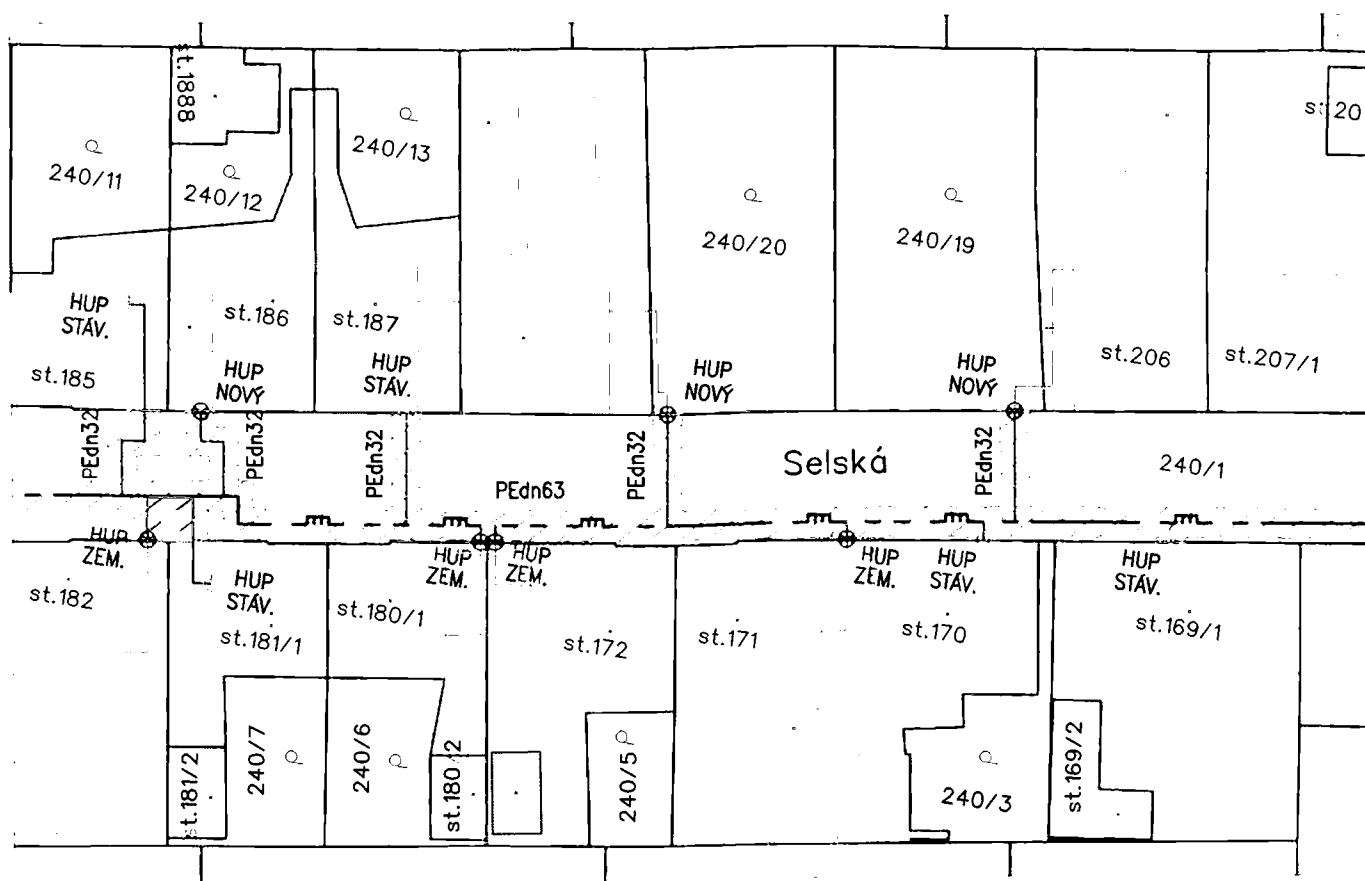 st.1888
st.20
240/11
240/12
240/13
240/20
240/19
HUP
STÁV.
st.186
st.187
st.185
HUP
NOVÝ
HUP
STÁV.
HUP
NOVÝ
HUP
NOVÝ
st.206
st.207/1
PEdn32
PEdn32
PEdn32
PEdn63
PEdn32
Selská
PEdn32
240/1
HUP
ZEM.
HUP
STÁV.
HUP
ZEM.
HUP
ZEM.
HUP
ZEM.
HUP
STÁV.
HUP
STÁV.
st.182
st.181/1
st.180/1
st.172
st.171
st.170
st.169/1
st.181/2
240/7
240/6
st.180/2
240/5
240/3
st.169/2